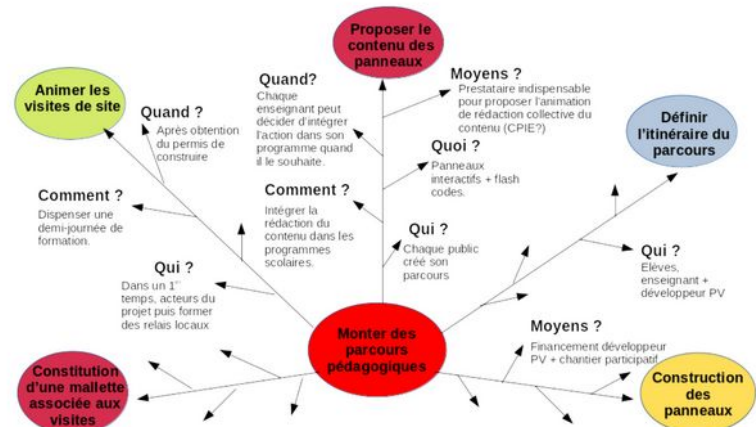 Proposer le
contenu des
panneaux
Animer les
visites de site
Quand ?
Après obtention
du permis de
construire
Comment ?
Dispenser une
demi-journée de
formation.
Qui ?
Dans un 1er
temps, acteurs du
projet puis former
des relais locaux
Quand?
Chaque
enseignant peut
décider d'intégrer
l'action dans son
programme quand
il le souhaite.
Comment ?
Intégrer la
rédaction du
contenu dans les
programmes
scolaires.
Moyens ?
Prestataire indispensable
pour proposer l'animation
de rédaction collective du
contenu (CPIE?)
Quoi ?
Panneaux
interactifs + flash
codes.
Qui ?
Chaque public
créé son
parcours
Définir
l'itinéraire du
parcours
Qui ?
Elèves,
enseignant +
développeur PV
Monter des
parcours
pédagogiques
Moyens ?
Financement développeur
PV + chantier participatif
Constitution
d'une mallette
associée aux
visites
Construction
des
panneaux